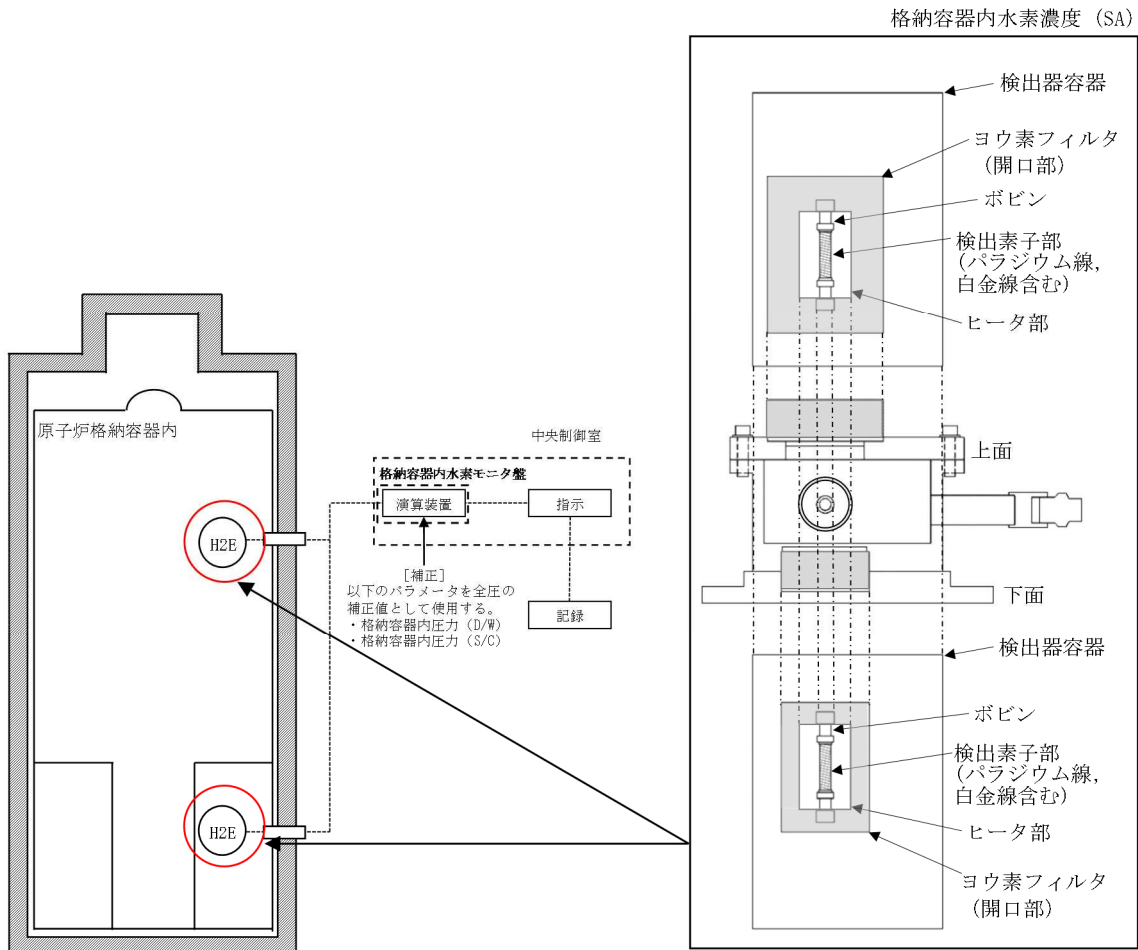 格納容器内水素濃度 (SA)
検出器容器
ヨウ素フィルタ
(開口部)
ボビン
検出素子部
(パラジウム線,
白金線含む)
ヒータ部
上面
下面
検出器容器
ボビン
検出素子部
(パラジウム線,
白金線含む)
ヒータ部
ヨウ素フィルタ
(開口部)
原子炉格納容器内
H2E
H2E
中央制御室
格納容器内水素モニタ盤
演算装置
指示
記録
[補正]
以下のパラメータを全圧の
補正値として使用する。
・格納容器内圧力 (D/W)
・格納容器内圧力 (S/C)